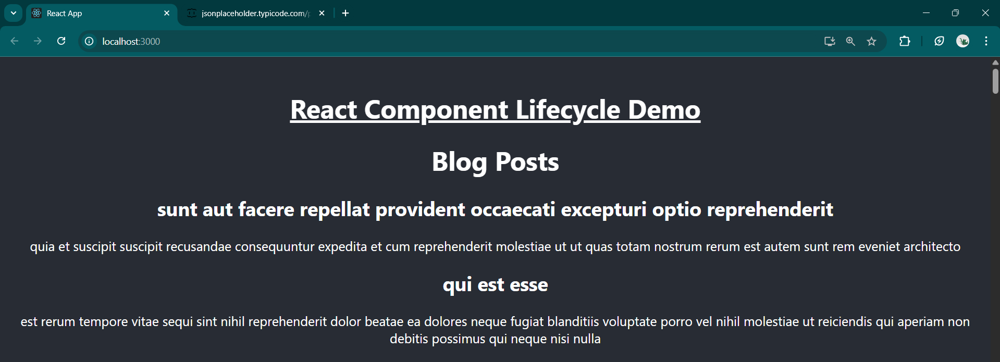 React App
jsonplaceholder.typicode.com/
localhost:3000
React Component Lifecycle Demo
Blog Posts
sunt aut facere repellat provident occaecati excepturi optio reprehenderit
quia et suscipit suscipit recusandae consequuntur expedita et cum reprehenderit molestiae ut ut quas totam nostrum rerum est autem sunt rem eveniet architecto
qui est esse
est rerum tempore vitae sequi sint nihil reprehenderit dolor beatae ea dolores neque fugiat blanditiis voluptate porro vel nihil molestiae ut reiciendis qui aperiam non
debitis possimus qui neque nisi nulla